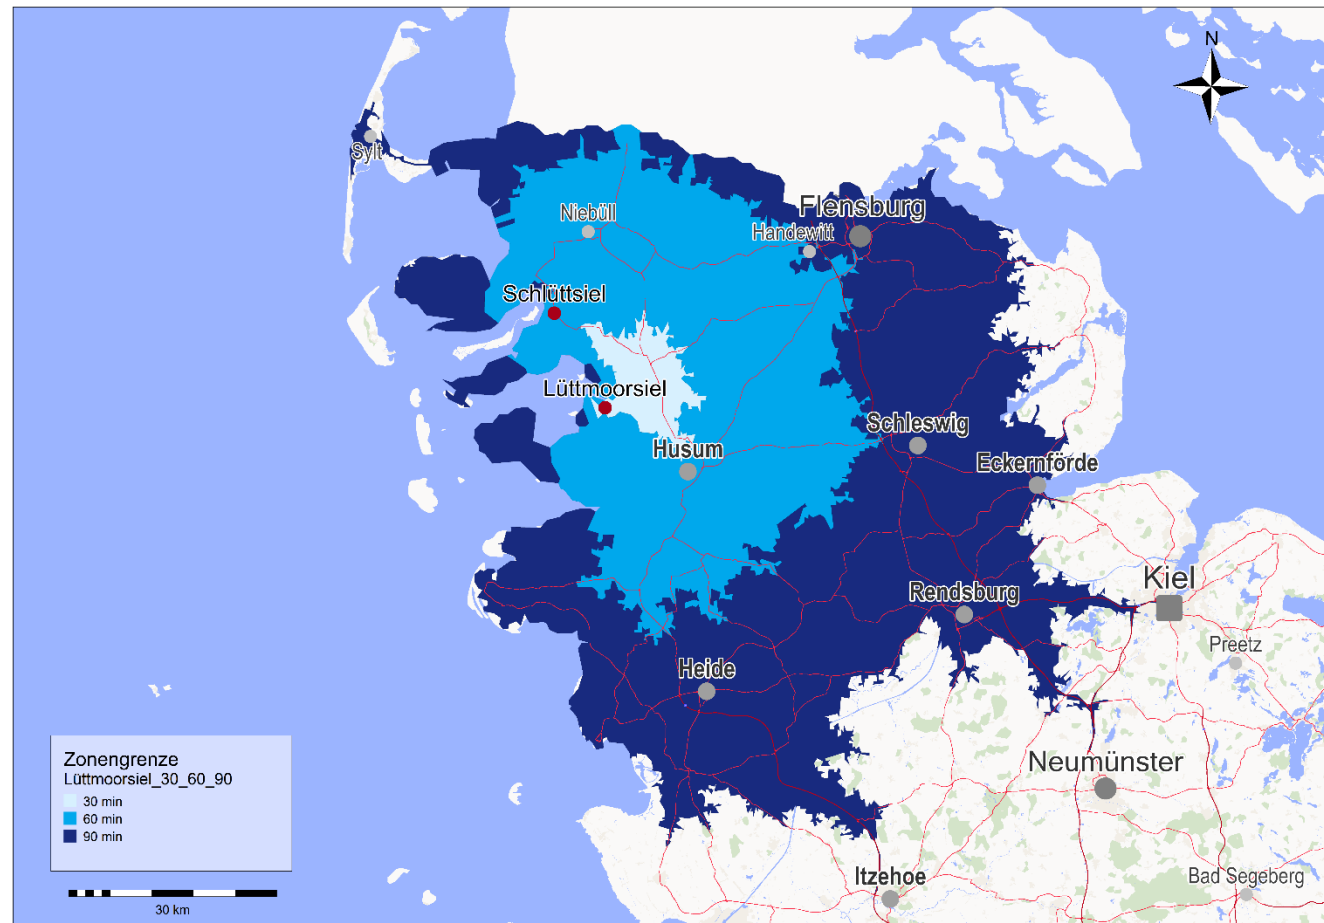 N
Sylt
Flensburg
Niebüll
Handewitt
Schlüttsiel
Lüttmoorsiel
Schleswig
Husum
Eckernförde
Kiel
Rendsburg
Preetz
Heide
Neumünster
Itzehoe
Bad Segeberg
Zonengrenze
Lüttmoorsiel_30_60_90
30 min
60 min
90 min
30 km